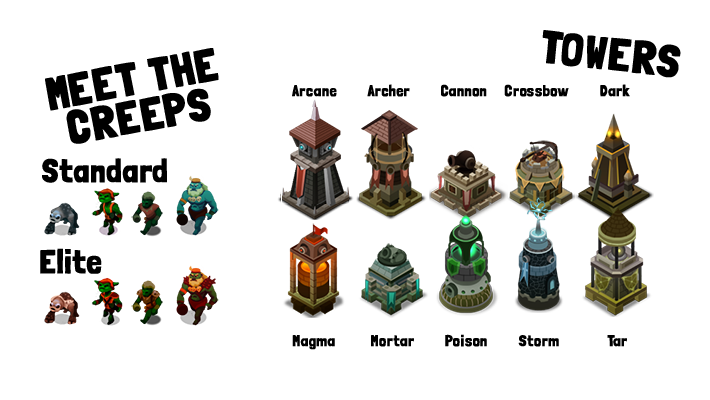 MEET THE
CREEPS
Standard
Elite
TOWERS
Arcane Archer Cannon Crossbow Dark
Magma Mortar Poison Storm Tar